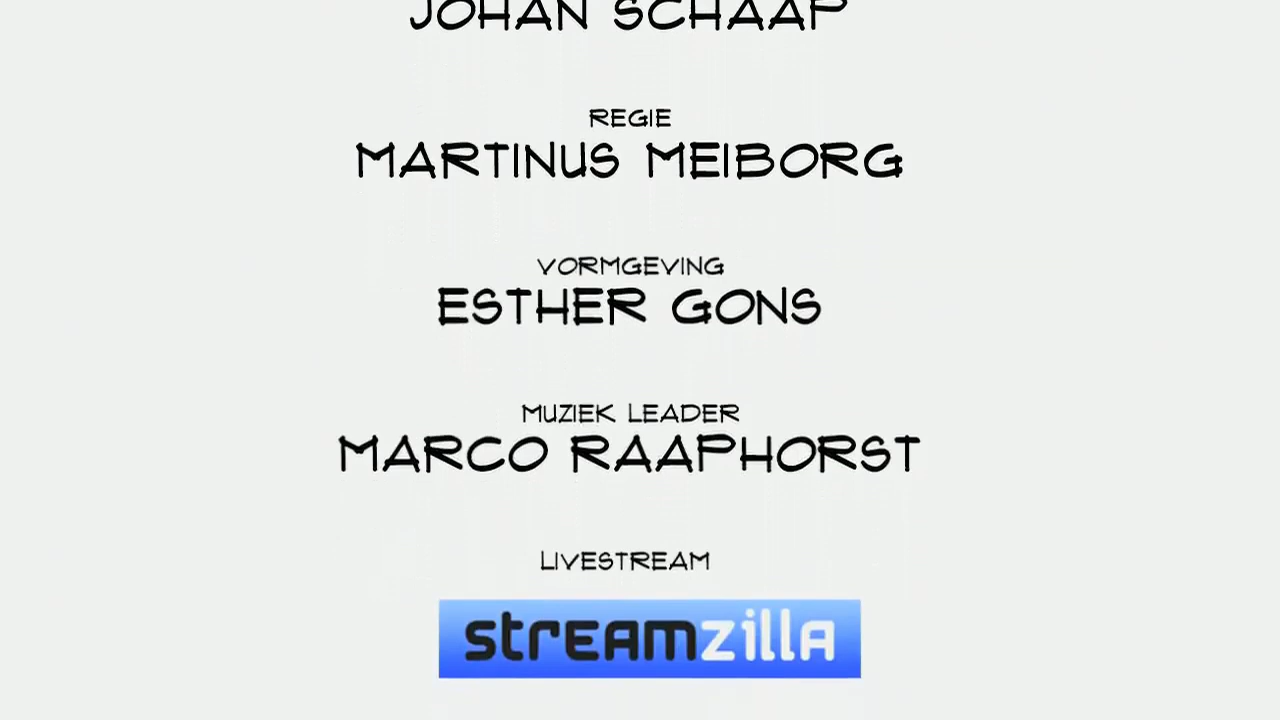 JOHAN SCHAAP
REGIE
MARTINUS MEIBORG
VORMGEVING
ESTHER GONS
MUZIEK LEADER
MARCO RAAPHORST
LIVESTREAM
streamzilla